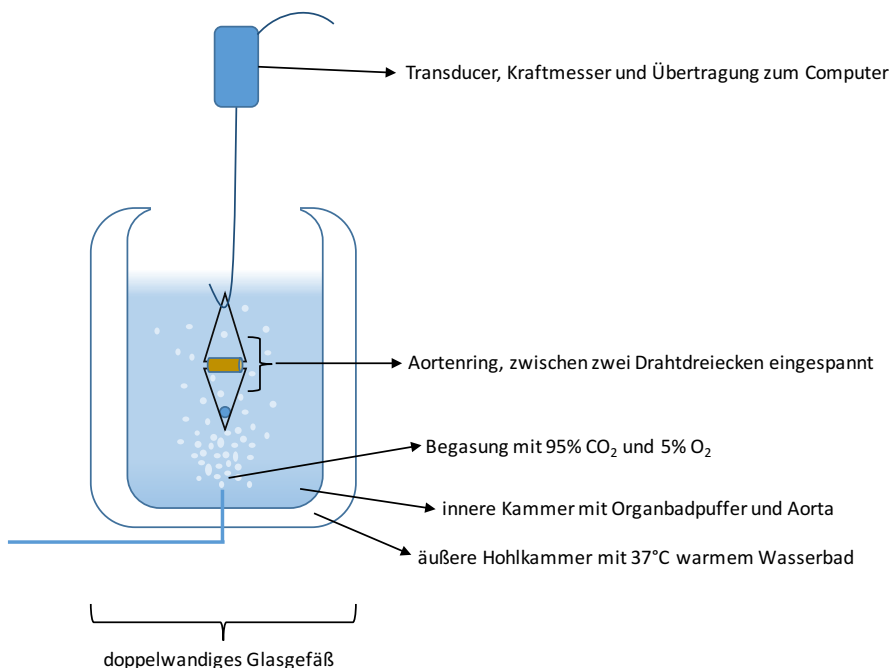 Transducer, Kraftmesser und Übertragung zum Computer
Aortenring, zwischen zwei Drahtdreiecken eingespannt
Begasung mit 95% CO₂ und 5% O₂
innere Kammer mit Organbadpuffer und Aorta
äußere Hohlkammer mit 37°C warmem Wasserbad
doppelwandiges Glasgefäß